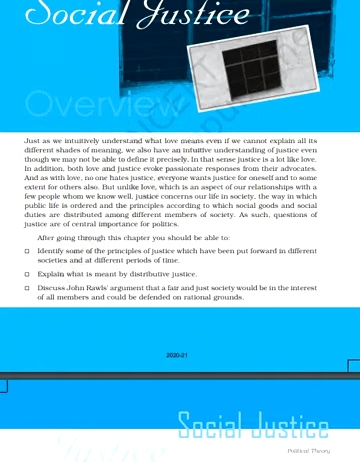 Social Justice
Overview
Just as we intuitively understand what love means even if we cannot explain all its
different shades of meaning, we also have an intuitive understanding of justice even
though we may not be able to define it precisely. In that sense justice is a lot like love.
In addition, both love and justice evoke passionate responses from their advocates.
And as with love, no one hates justice, everyone wants justice for oneself and to some
extent for others also. But unlike love, which is an aspect of our relationships with a
few people whom we know well, justice concerns our life in society, the way in which
public life is ordered and the principles according to which social goods and social
duties are distributed among different members of society. As such, questions of
justice are of central importance for politics.
After going through this chapter you should be able to:
Identify some of the principles of justice which have been put forward in different
societies and at different periods of time.
Explain what is meant by distributive justice.
Discuss John Rawls' argument that a fair and just society would be in the interest
of all members and could be defended on rational grounds.
2020-21
Social Justice
Justice
Political Theory